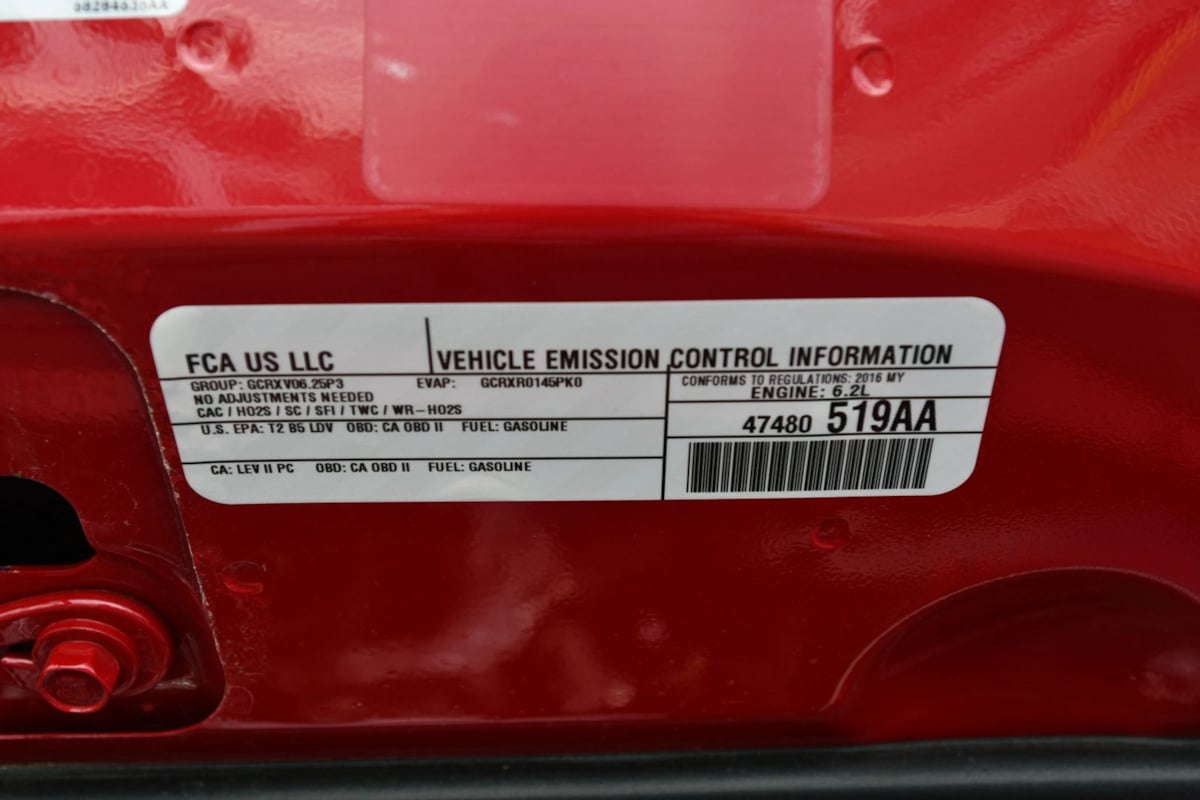 68284636AA
FCA US LLC
VEHICLE EMISSION CONTROL INFORMATION
GROUP: GCRXV06.25P3 EVAP: GCRXR0145PK0
NO ADJUSTMENTS NEEDED
CAC / HO2S / SC / SFI / TWC / WR-HO2S
U.S. EPA: T2 B5 LDV OBD: CA OBD II FUEL: GASOLINE
CA: LEV II PC OBD: CA OBD II FUEL: GASOLINE
CONFORMS TO REGULATIONS: 2016 MY
ENGINE: 6.2L
47480 519AA